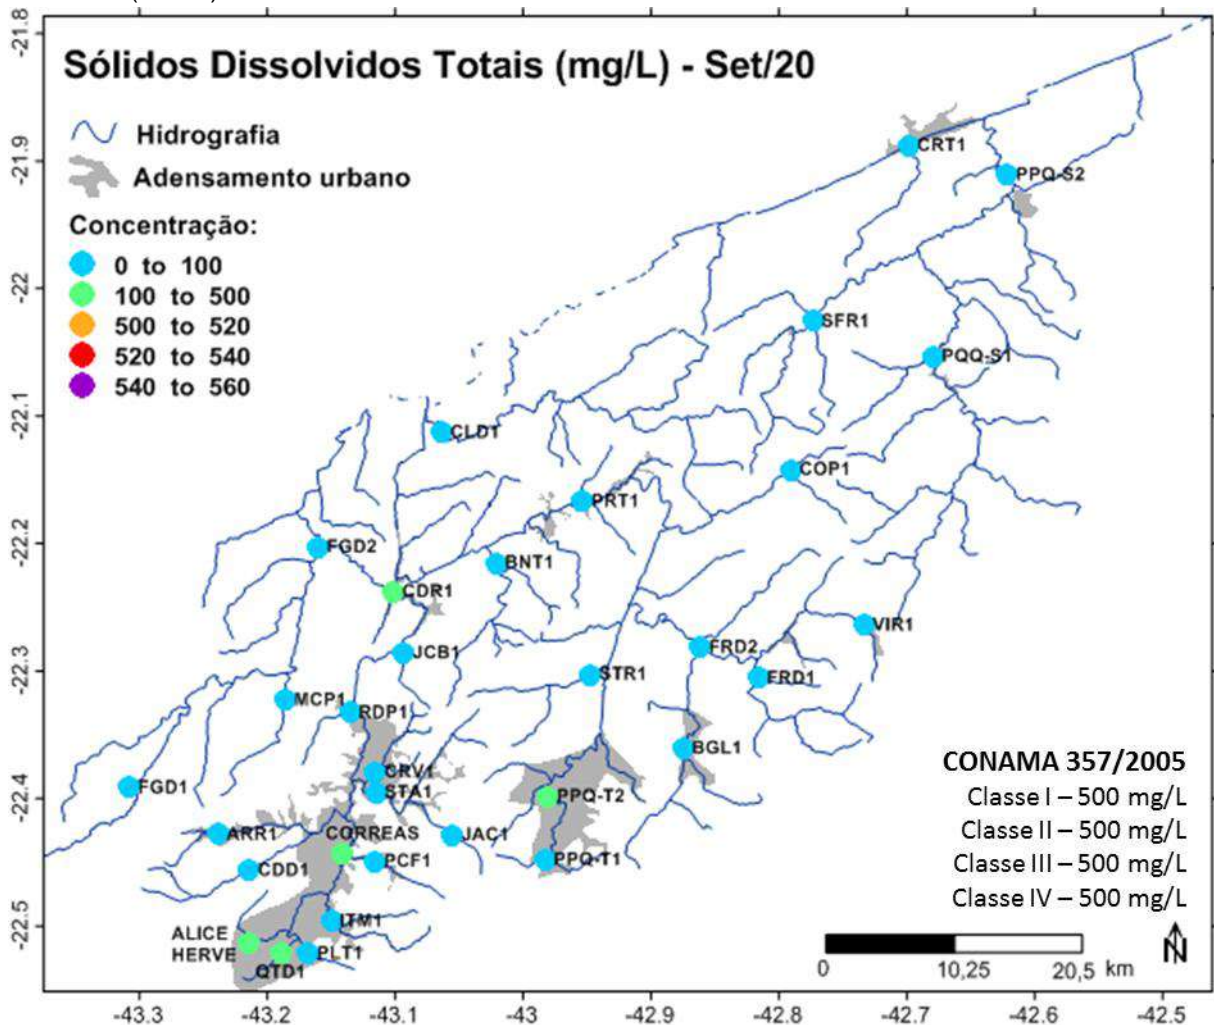 Sólidos Dissolvidos Totais (mg/L) - Set/20
Hidrografia
Adensamento urbano
Concentração:
0 to 100
100 to 500
500 to 520
520 to 540
540 to 560
CRT1
PPQ-S2
SFR1
PQQ-S1
CLD1
COP1
PRT1
FGD2
BNT1
CDR1
VIR1
JCB1
FRD2
STR1
FRD1
MCP1
RDP1
BGL1
CRV1
FGD1
STA1
PPQ-T2
ARR1
CORREAS
JAC1
CDD1
PCF1
PPQ-T1
ITM1
ALICE
HERVE
PLT1
QTD1
CONAMA 357/2005
Classe I – 500 mg/L
Classe II – 500 mg/L
Classe III – 500 mg/L
Classe IV – 500 mg/L
N
0 10,25 20,5 km
-21.8
-21.9
-22
-22.1
-22.2
-22.3
-22.4
-22.5
-43.3 -43.2 -43.1 -43 -42.9 -42.8 -42.7 -42.6 -42.5